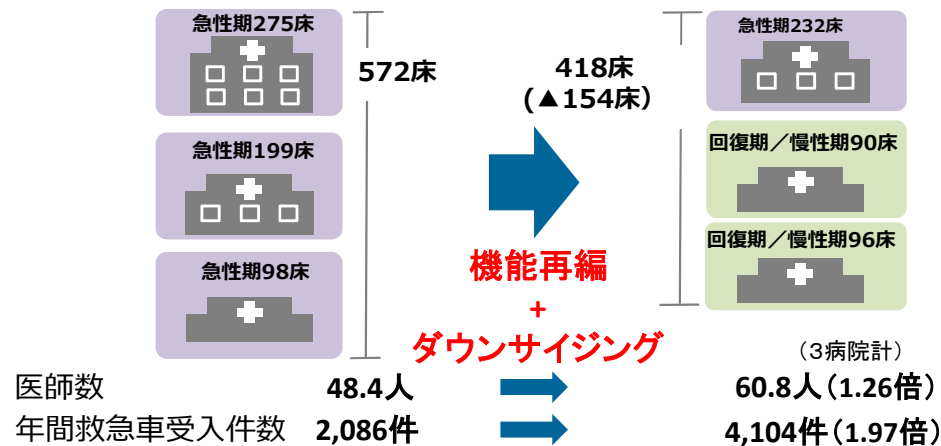 急性期275床
572床
急性期199床
急性期98床
418床
(▲154床）
機能再編
+
ダウンサイジング
急性期232床
回復期／慢性期90床
回復期／慢性期96床
（３病院計）
医師数 48.4人 60.8人（1.26倍）
年間救急車受入件数 2,086件 4,104件（1.97倍）